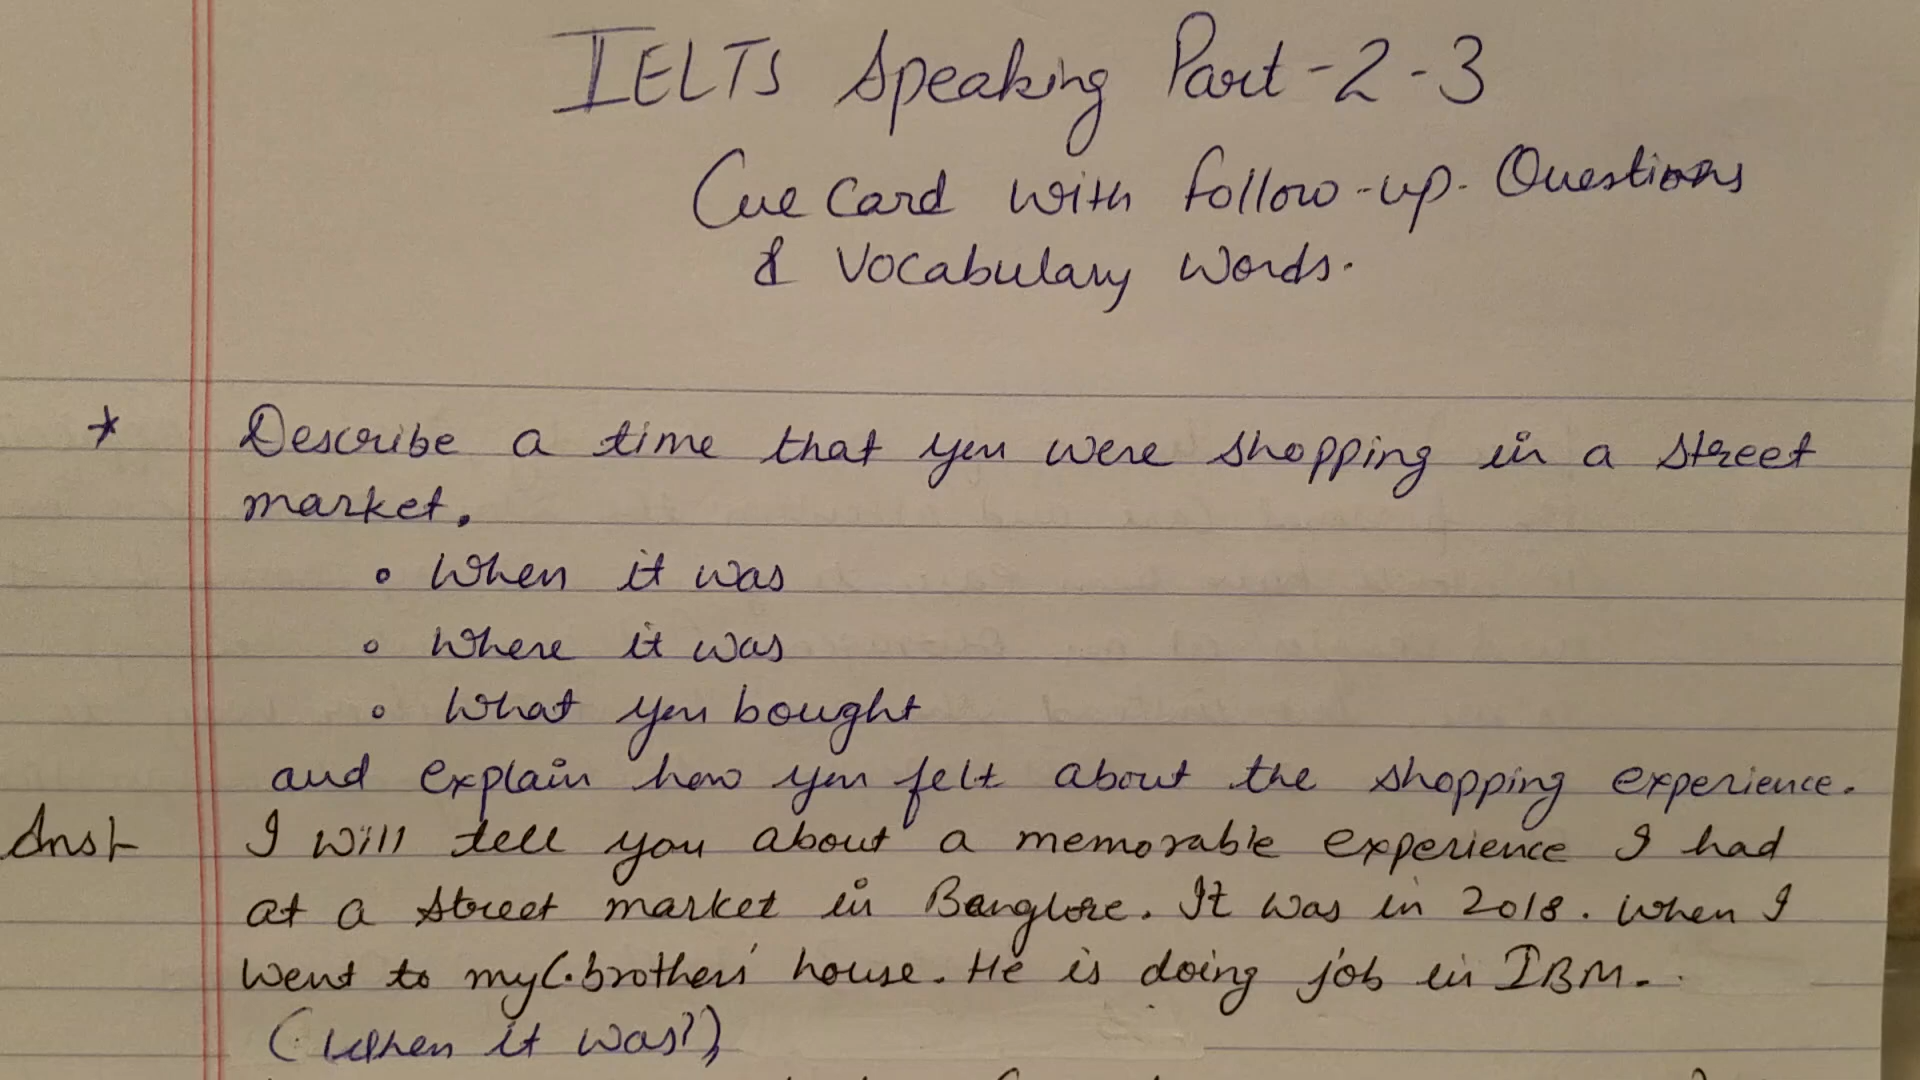 IELTS Speaking Part-2-3
Cue Card with follow-up- Questions
& Vocabulary Words.
* Describe a time that you were shopping in a street
market.
• When it was
• Where it was
• What you bought
and explain how you felt about the shopping experience.
Ans:- I will tell you about a memorable experience I had
at a street market in Banglore. It was in 2018. When I
went to my brothers' house. He is doing job in IBM.
(When it was?)